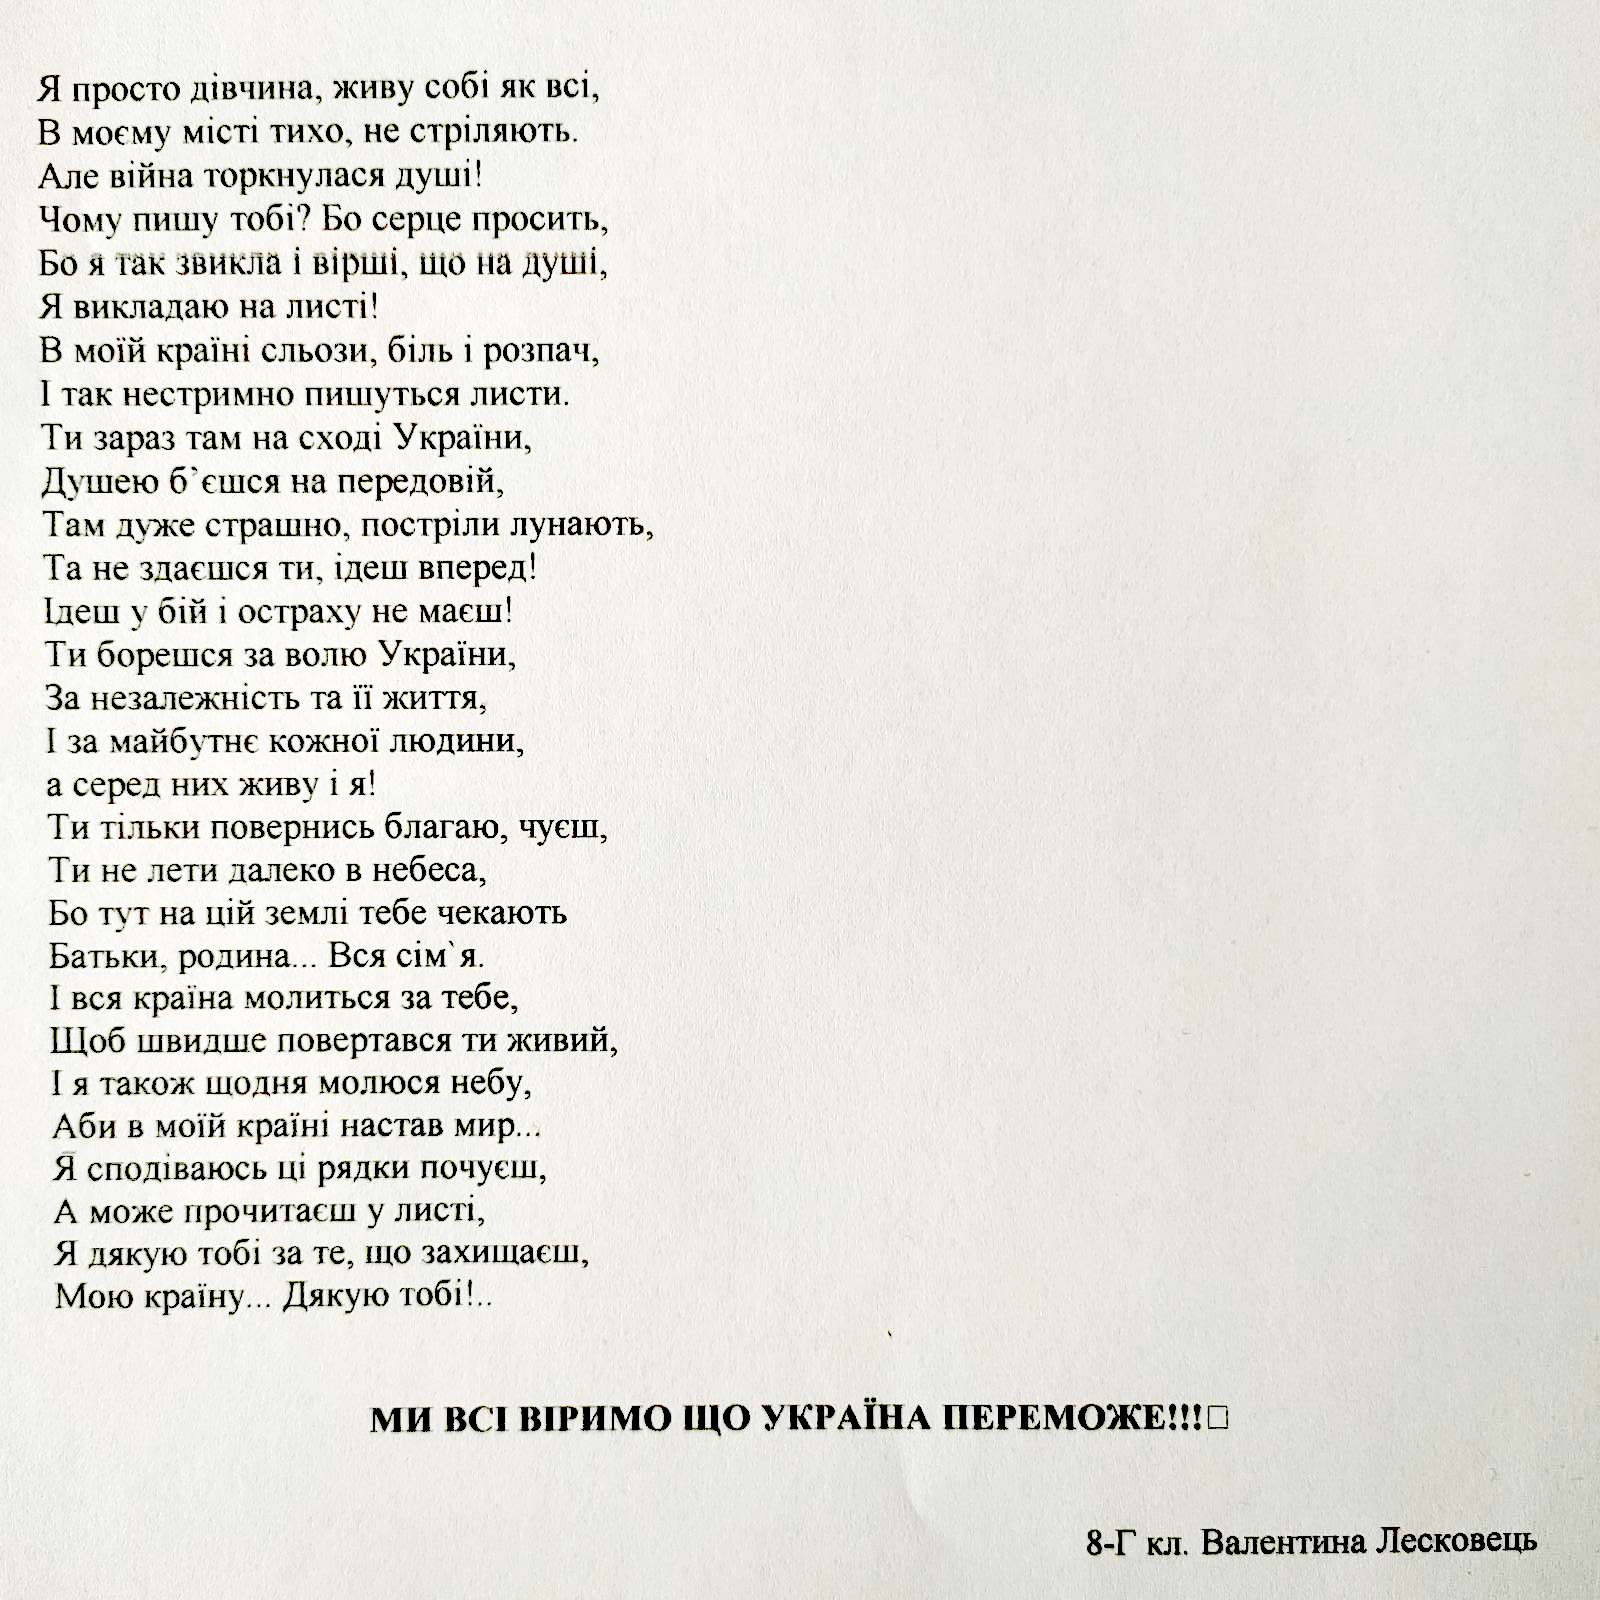 Я просто дівчина, живу собі як всі,
В моєму місті тихо, не стріляють.
Але війна торкнулася душі!
Чому пишу тобі? Бо серце просить,
Бо я так звикла і вірші, що на душі,
Я викладаю на листі!
В моїй країні сльози, біль і розпач,
І так нестримно пишуться листи.
Ти зараз там на сході України,
Душею б’єшся на передовій,
Там дуже страшно, постріли лунають,
Та не здаєшся ти, ідеш вперед!
Ідеш у бій і остраху не маєш!
Ти борешся за волю України,
За незалежність та її життя,
І за майбутнє кожної людини,
а серед них живу і я!
Ти тільки повернись благаю, чуєш,
Ти не лети далеко в небеса,
Бо тут на цій землі тебе чекають
Батьки, родина... Вся сім`я.
І вся країна молиться за тебе,
Щоб швидше повертався ти живий,
І я також щодня молюся небу,
Аби в моїй країні настав мир...
Я сподіваюсь ці рядки почуєш,
А може прочитаєш у листі,
Я дякую тобі за те, що захищаєш,
Мою країну... Дякую тобі!..
МИ ВСІ ВІРИМО ЩО УКРАЇНА ПЕРЕМОЖЕ!!!□
8-Г кл. Валентина Лесковець